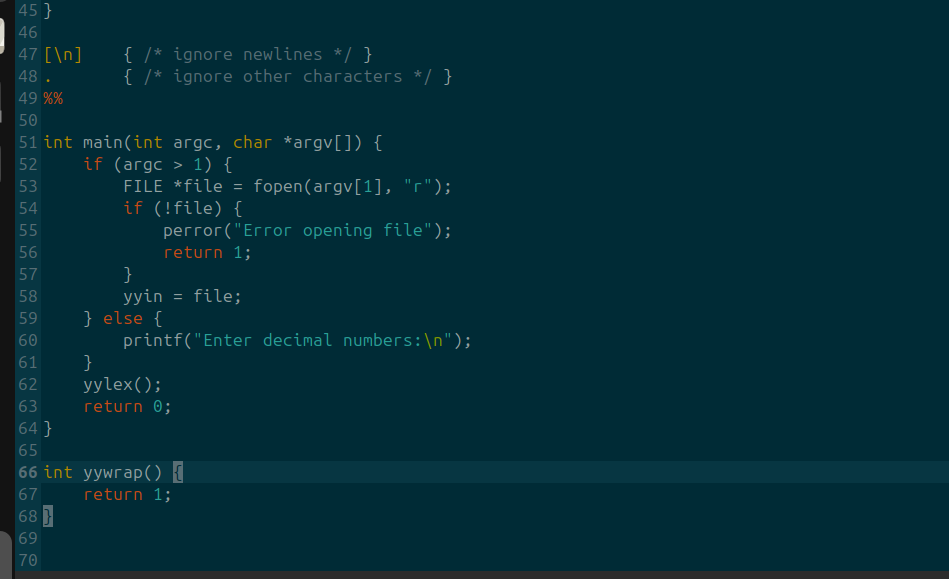 45 }
46
47 [\n]    { /* ignore newlines */ }
48 .       { /* ignore other characters */ }
49 %%
50
51 int main(int argc, char *argv[]) {
52     if (argc > 1) {
53         FILE *file = fopen(argv[1], "r");
54         if (!file) {
55             perror("Error opening file");
56             return 1;
57         }
58         yyin = file;
59     } else {
60         printf("Enter decimal numbers:\n");
61     }
62     yylex();
63     return 0;
64 }
65
66 int yywrap() {
67     return 1;
68 }
69
70